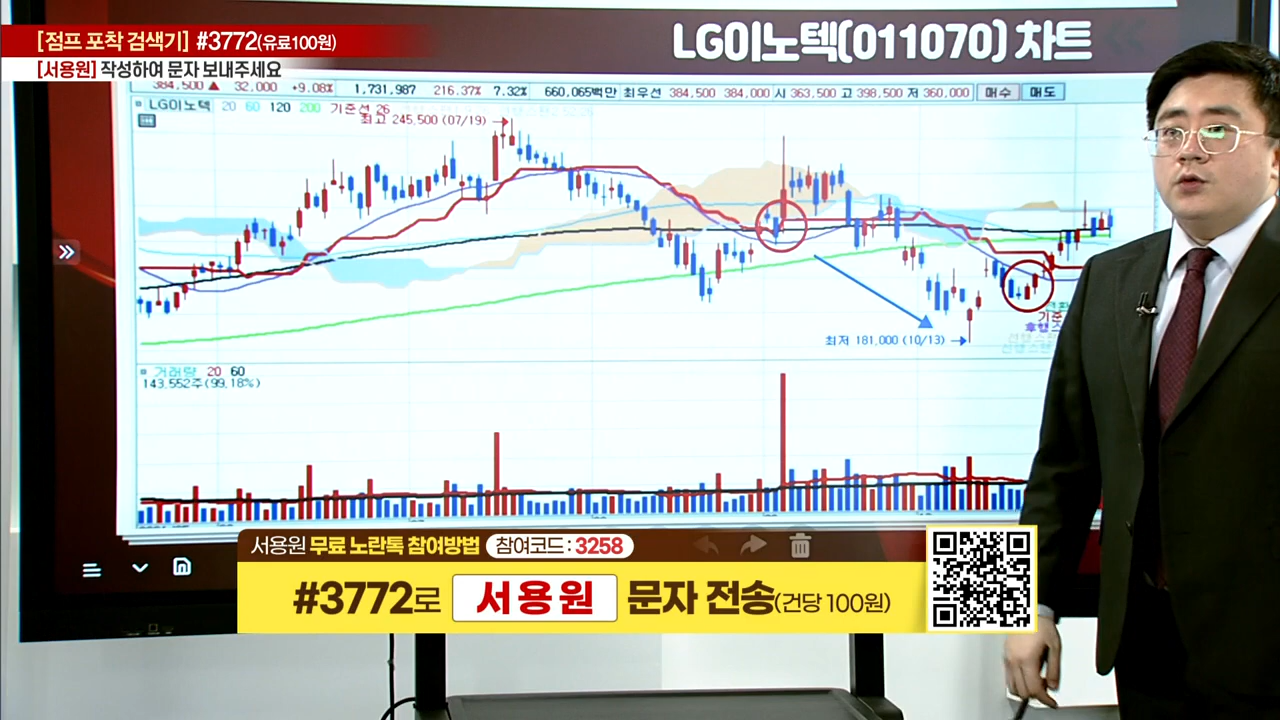 [점프 포착 검색기] #3772(유료100원)
[서용원] 작성하여 문자 보내주세요
LG이노텍(011070) 차트
384,500 ▲ 32,000 +9.08% 1,731,987 216.37% 7.32% 660,065백만 최우선 384,500 384,000 시 363,500 고 398,500 저 360,000 매수 매도
LG이노텍 20 60 120 200 기준선 26
최고 245,500 (07/19)
최저 181,000 (10/13)
거래량 20 60
143,552주(99,18%)
서용원 무료 노란톡 참여방법 참여코드 : 3258
#3772로 서용원 문자 전송(건당 100원)